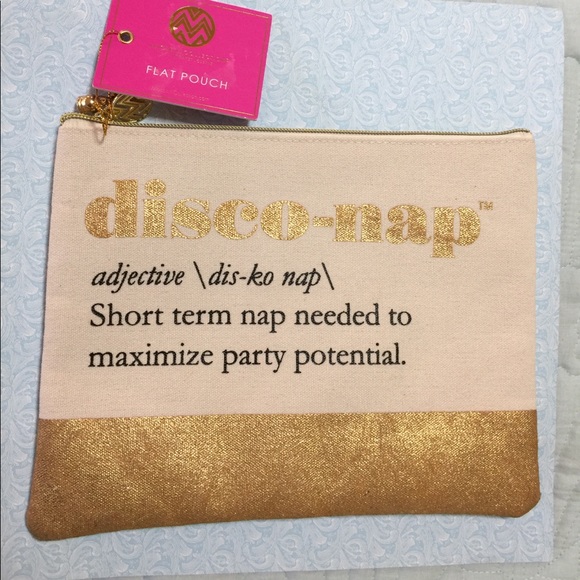 FLAT POUCH
disco-nap™
adjective \dis-ko nap\
Short term nap needed to
maximize party potential.